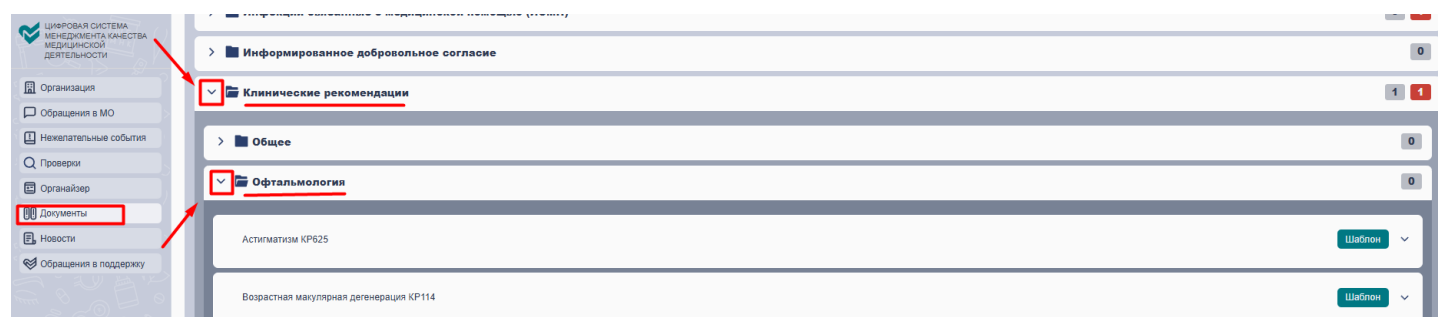 ЦИФРОВАЯ СИСТЕМА
МЕНЕДЖМЕНТА КАЧЕСТВА
МЕДИЦИНСКОЙ
ДЕЯТЕЛЬНОСТИ
Организация
Обращения в МО
Нежелательные события
Проверки
Органайзер
Документы
Новости
Обращения в поддержку
Информированное добровольное согласие 0
Клинические рекомендации 1 1
Общее 0
Офтальмология 0
Астигматизм КР625 Шаблон
Возрастная макулярная дегенерация КР114 Шаблон